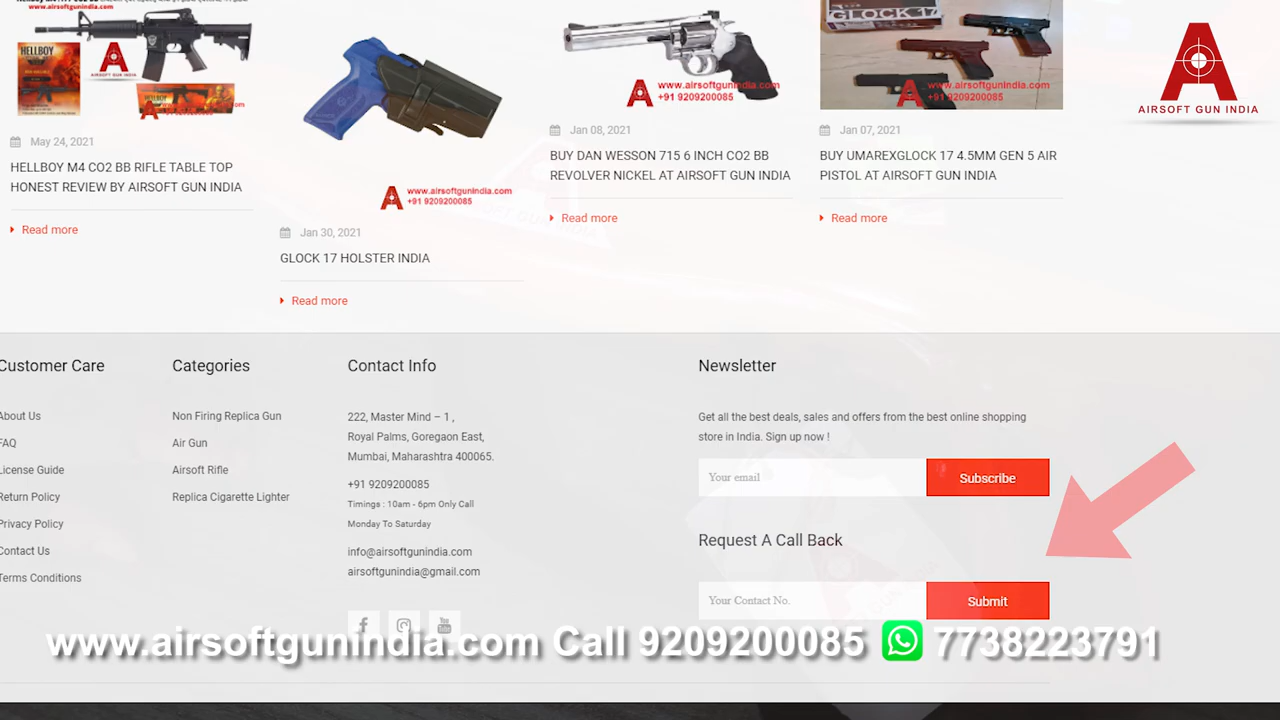 www.airsoftgunindia.com
HELLBOY
A
AIRSOFT GUN INDIA
HELLBOY
GLOCK 17
www.airsoftgunindia.com
+91 9209200085
www.airsoftgunindia.com
+91 9209200085
www.airsoftgunindia.com
+91 9209200085
AIRSOFT GUN INDIA
May 24, 2021
HELLBOY M4 CO2 BB RIFLE TABLE TOP
HONEST REVIEW BY AIRSOFT GUN INDIA
Read more
Jan 30, 2021
GLOCK 17 HOLSTER INDIA
Read more
Jan 08, 2021
BUY DAN WESSON 715 6 INCH CO2 BB
REVOLVER NICKEL AT AIRSOFT GUN INDIA
Read more
Jan 07, 2021
BUY UMAREXGLOCK 17 4.5MM GEN 5 AIR
PISTOL AT AIRSOFT GUN INDIA
Read more
Customer Care
About Us
FAQ
License Guide
Return Policy
Privacy Policy
Contact Us
Terms Conditions
Categories
Non Firing Replica Gun
Air Gun
Airsoft Rifle
Replica Cigarette Lighter
Contact Info
222, Master Mind – 1 ,
Royal Palms, Goregaon East,
Mumbai, Maharashtra 400065.
+91 9209200085
Timings : 10am - 6pm Only Call
Monday To Saturday
info@airsoftgunindia.com
airsoftgunindia@gmail.com
Newsletter
Get all the best deals, sales and offers from the best online shopping
store in India. Sign up now !
Your email
Subscribe
Request A Call Back
Your Contact No.
Submit
www.airsoftgunindia.com Call 9209200085 7738223791